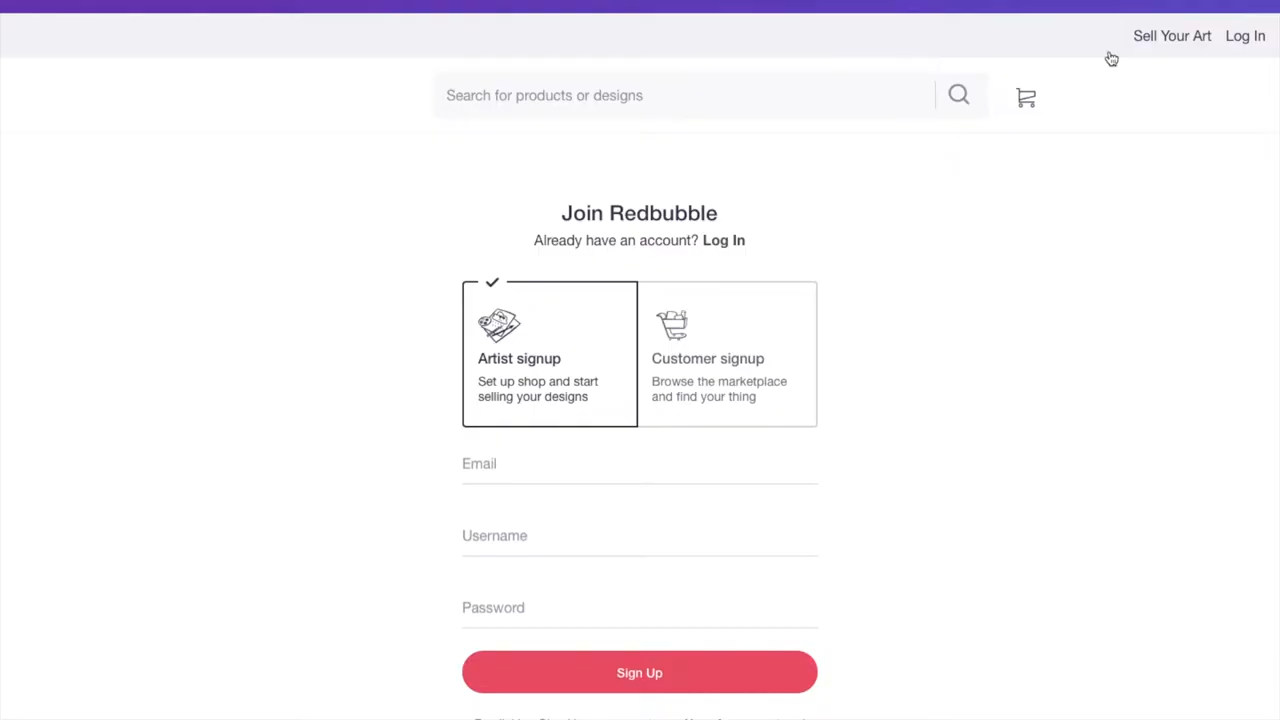 Sell Your Art Log In
Search for products or designs
Join Redbubble
Already have an account? Log In
Artist signup
Set up shop and start
selling your designs
Customer signup
Browse the marketplace
and find your thing
Email
Username
Password
Sign Up